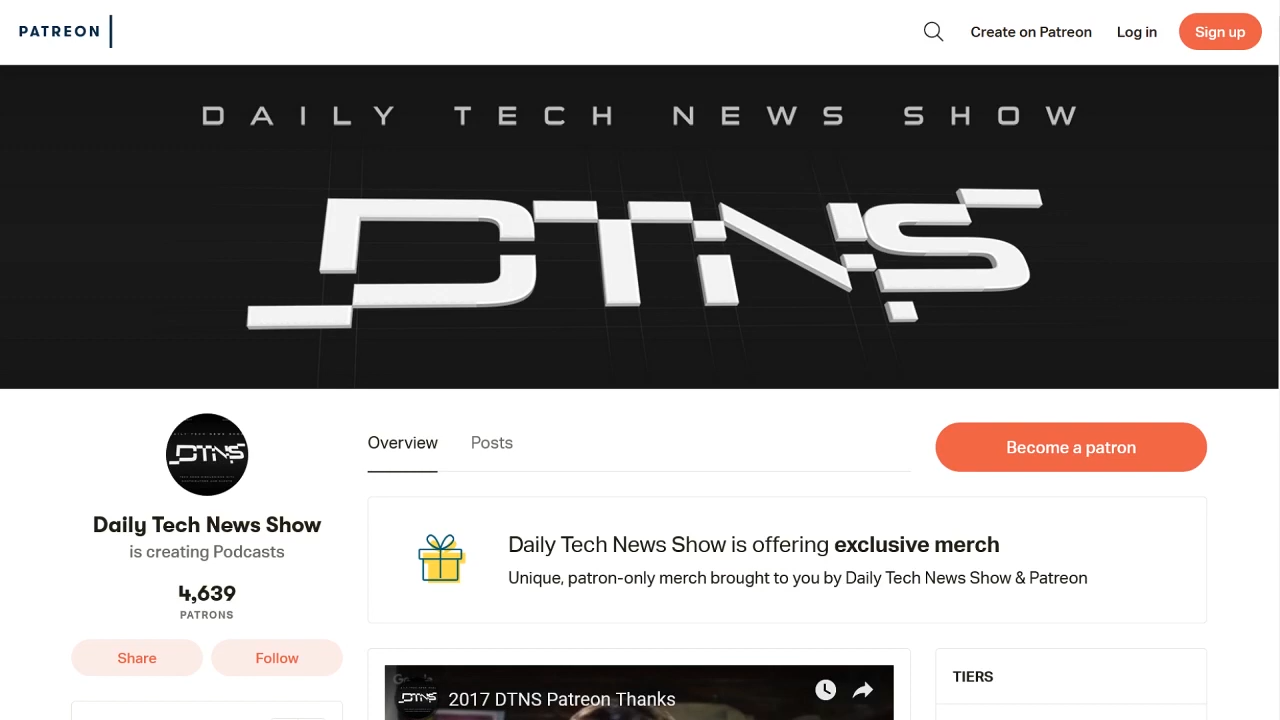 PATREON
Create on Patreon
Log in
Sign up
DAILY TECH NEWS SHOW
DTNS
DTNS
Daily Tech News Show
is creating Podcasts
4,639
PATRONS
Share
Follow
Overview
Posts
Become a patron
Daily Tech News Show is offering exclusive merch
Unique, patron-only merch brought to you by Daily Tech News Show & Patreon
DTNS
2017 DTNS Patreon Thanks
TIERS